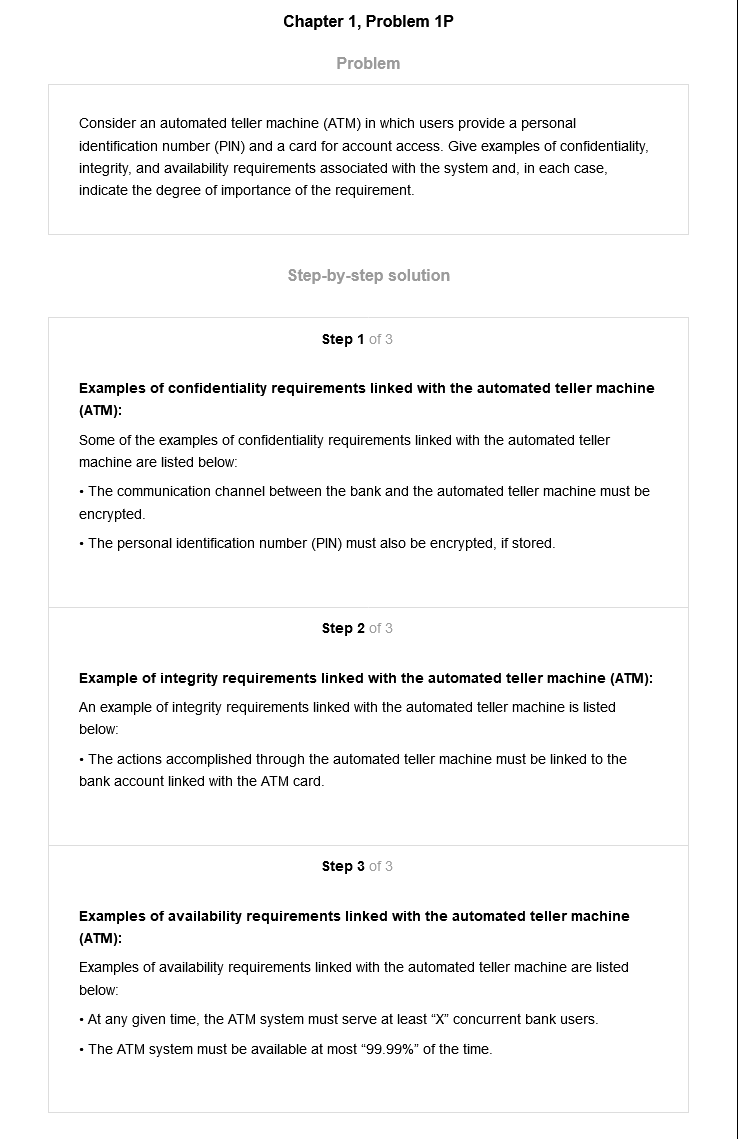 Chapter 1, Problem 1P
Problem
Consider an automated teller machine (ATM) in which users provide a personal
identification number (PIN) and a card for account access. Give examples of confidentiality,
integrity, and availability requirements associated with the system and, in each case,
indicate the degree of importance of the requirement.
Step-by-step solution
Step 1 of 3
Examples of confidentiality requirements linked with the automated teller machine
(ATM):
Some of the examples of confidentiality requirements linked with the automated teller
machine are listed below:
• The communication channel between the bank and the automated teller machine must be
encrypted.
• The personal identification number (PIN) must also be encrypted, if stored.
Step 2 of 3
Example of integrity requirements linked with the automated teller machine (ATM):
An example of integrity requirements linked with the automated teller machine is listed
below:
• The actions accomplished through the automated teller machine must be linked to the
bank account linked with the ATM card.
Step 3 of 3
Examples of availability requirements linked with the automated teller machine
(ATM):
Examples of availability requirements linked with the automated teller machine are listed
below:
• At any given time, the ATM system must serve at least “X” concurrent bank users.
• The ATM system must be available at most “99.99%” of the time.